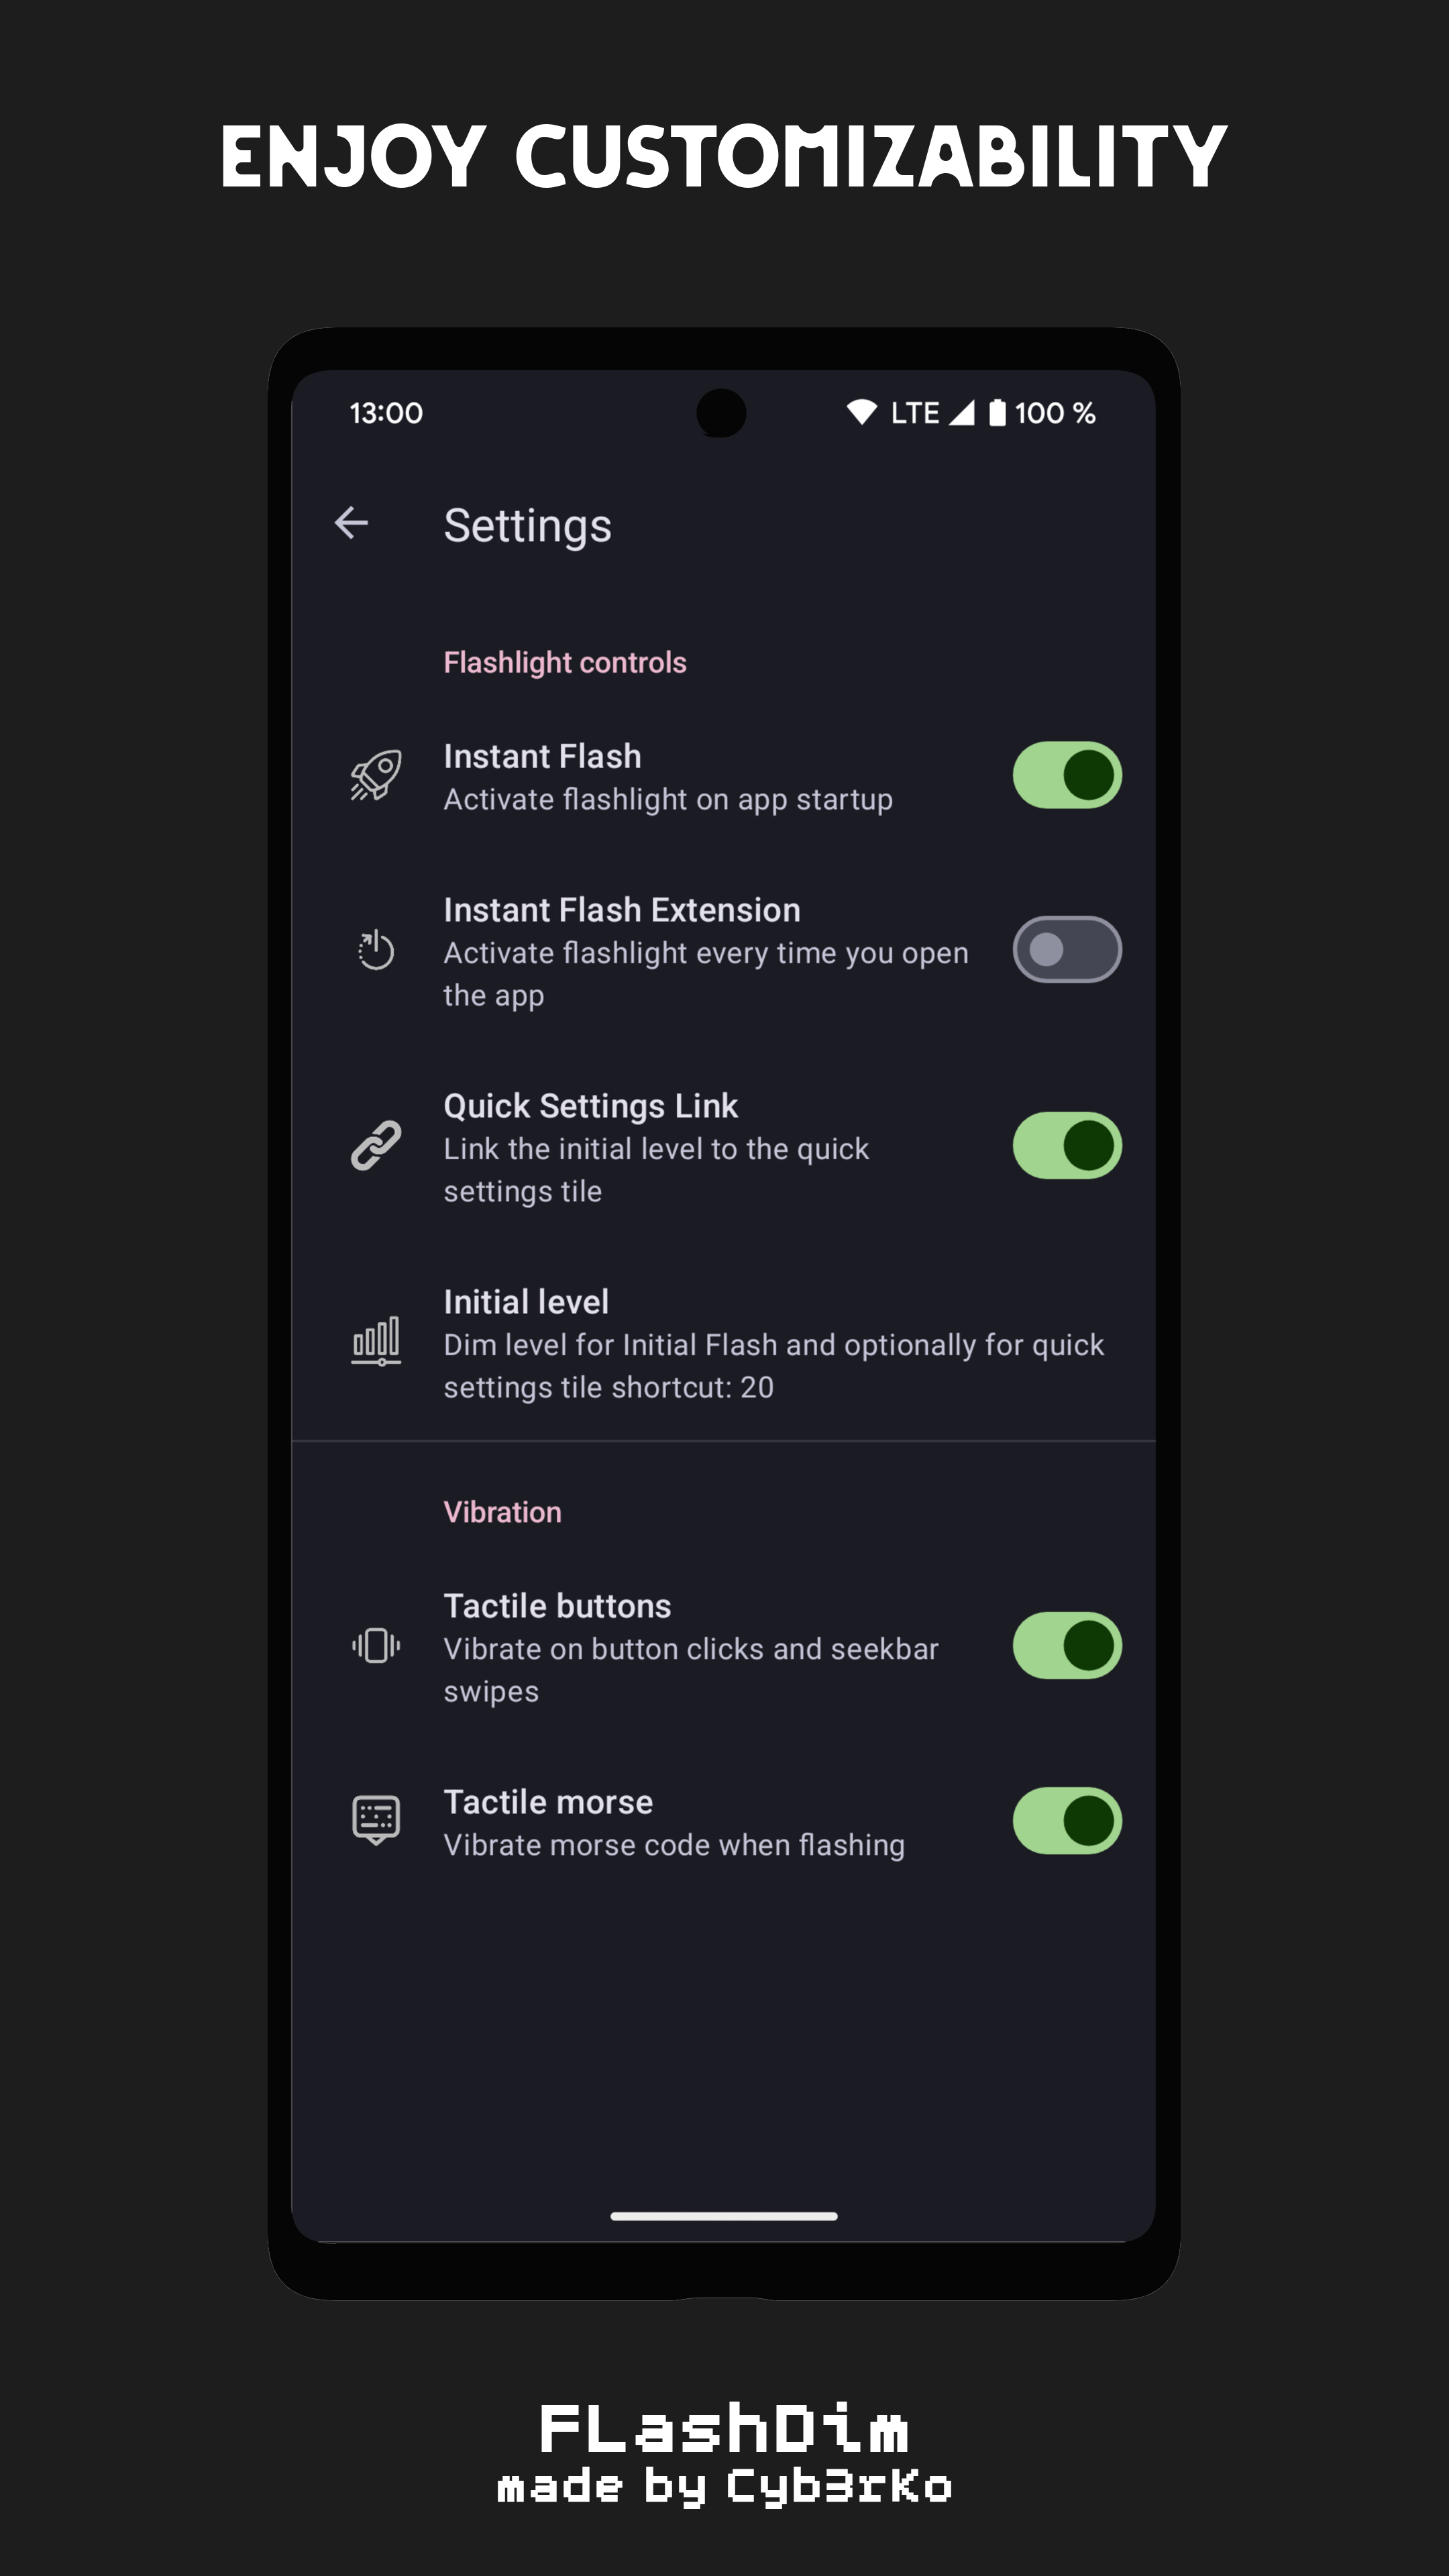 ENJOY CUSTOMIZABILITY
13:00 LTE 100 %
Settings
Flashlight controls
Instant Flash
Activate flashlight on app startup
Instant Flash Extension
Activate flashlight every time you open
the app
Quick Settings Link
Link the initial level to the quick
settings tile
Initial level
Dim level for Initial Flash and optionally for quick
settings tile shortcut: 20
Vibration
Tactile buttons
Vibrate on button clicks and seekbar
swipes
Tactile morse
Vibrate morse code when flashing
FLashDim
made by Cyb3rKo